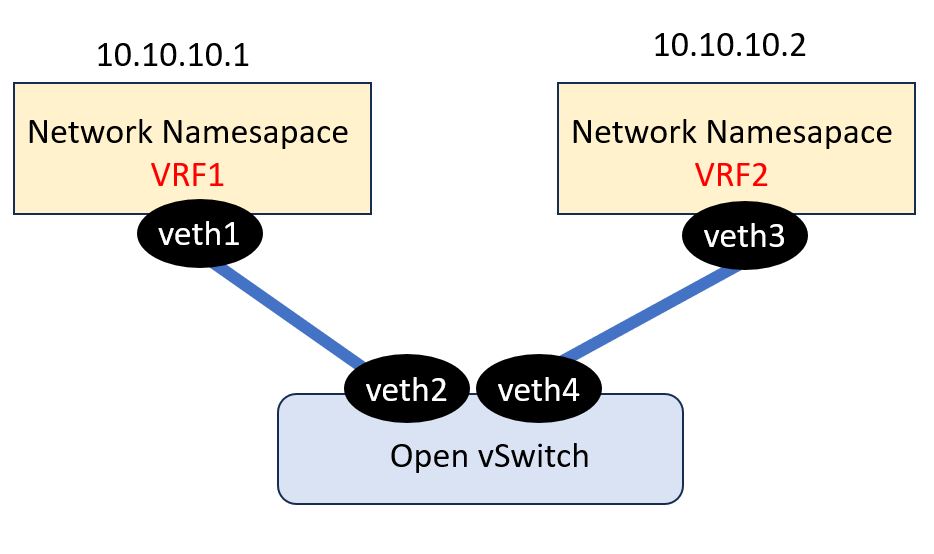 10.10.10.1
10.10.10.2
Network Namesapace
VRF1
Network Namesapace
VRF2
veth1
veth3
veth2
veth4
Open vSwitch